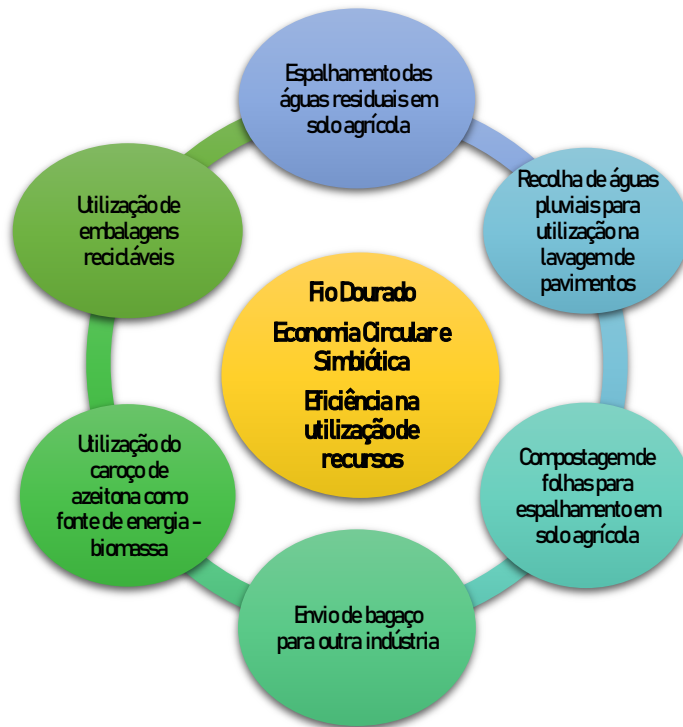 Espalhamento das
águas residuais em
solo agrícola
Recolha de águas
pluviais para
utilização na
lavagem de
pavimentos
Compostagem de
folhas para
espalhamento em
solo agrícola
Envio de bagaço
para outra indústria
Utilização do
caroço de
azeitona como
fonte de energia –
biomassa
Utilização de
embalagens
recicláveis
Fio Dourado
Economia Circular e
Simbiótica
Eficiência na
utilização de
recursos